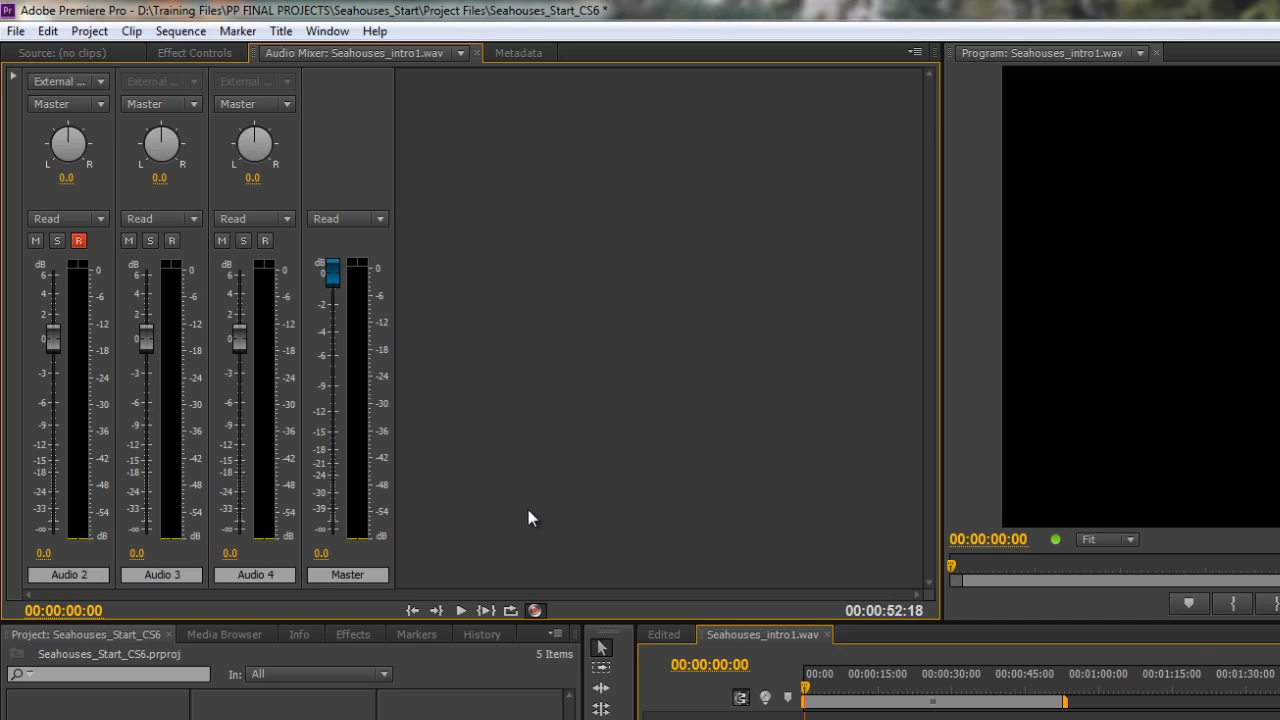 Pr Adobe Premiere Pro - D:\Training Files\PP FINAL PROJECTS\Seahouses_Start\Project Files\Seahouses_Start_CS6 *
File Edit Project Clip Sequence Marker Title Window Help
Source: (no clips) Effect Controls Audio Mixer: Seahouses_intro1.wav Metadata Program: Seahouses_intro1.wav
External ... External ... External ...
Master Master Master
L R L R L R
0.0 0.0 0.0
Read Read Read Read
M S R M S R M S R
dB dB dB dB
6 0 6 0 6 0 0 0
4 -6 4 -6 4 -6 -2 -6
2 -12 2 -12 2 -12 -4 -12
0 -18 0 -18 0 -18 -6 -18
-3 -24 -3 -24 -3 -24 -9 -24
-6 -30 -6 -30 -6 -30 -12 -30
-9 -36 -9 -36 -9 -36 -15 -36
-12 -42 -12 -42 -12 -42 -18 -42
-15 -15 -15 -21
-18 -48 -18 -48 -18 -48 -24 -48
-24 -54 -24 -54 -24 -54 -30 -54
-33 -33 -33 -39
-∞ dB -∞ dB -∞ dB -∞ dB
0.0 0.0 0.0 0.0
Audio 2 Audio 3 Audio 4 Master
00:00:00:00 00:00:52:18
00:00:00:00 Fit
Project: Seahouses_Start_CS6 Media Browser Info Effects Markers History
Seahouses_Start_CS6.prproj 5 Items
In: All
Edited Seahouses_intro1.wav
00:00:00:00
00:00 00:00:15:00 00:00:30:00 00:00:45:00 00:01:00:00 00:01:15:00 00:01:30:00